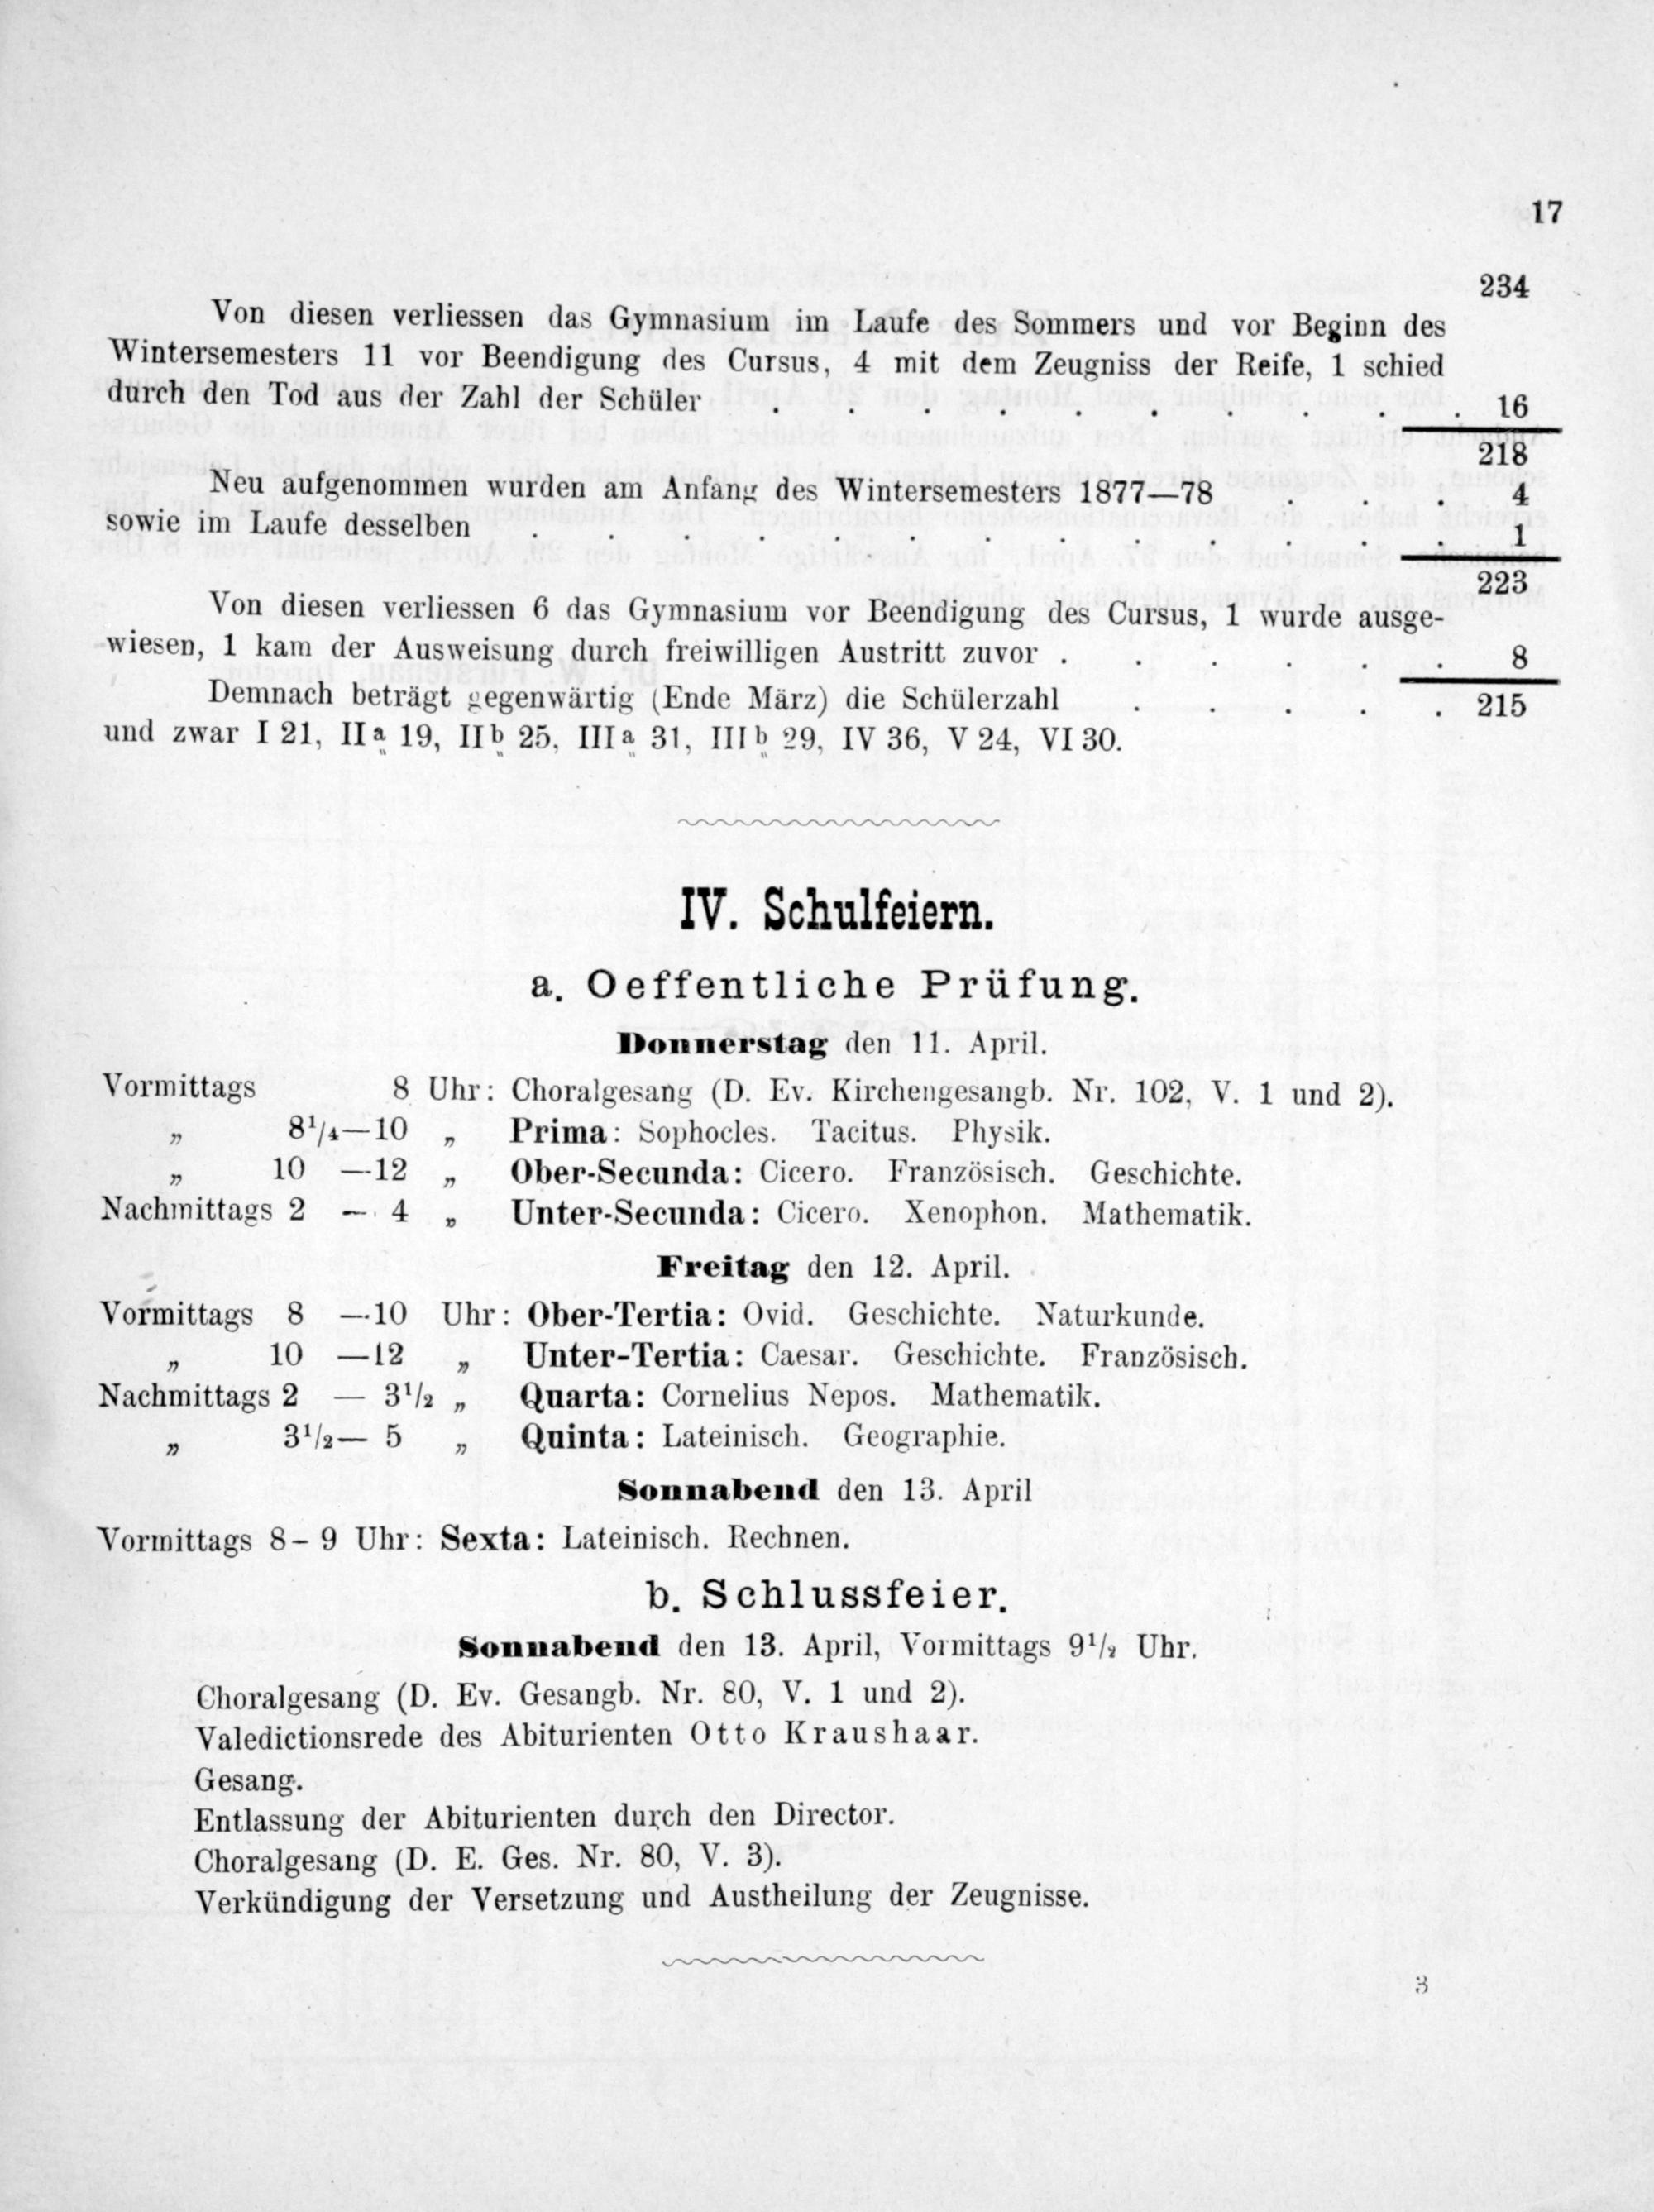 17
234
Von diesen verliessen das Gymnasium im Laufe des Sommers und vor Beginn des
Wintersemesters 11 vor Beendigung des Cursus, 4 mit dem Zeugniss der Reife, 1 schied
durch den Tod aus der Zahl der Schüler . . . . . . . . . . 16
218
Neu aufgenommen wurden am Anfang des Wintersemesters 1877—78 . . . 4
sowie im Laufe desselben . . . . . . . . . . . . . 1
223
Von diesen verliessen 6 das Gymnasium vor Beendigung des Cursus, 1 wurde ausge-
wiesen, 1 kam der Ausweisung durch freiwilligen Austritt zuvor . . . . . . 8
Demnach beträgt gegenwärtig (Ende März) die Schülerzahl . . . . . 215
und zwar I 21, IIa 19, IIb 25, IIIa 31, IIIb 29, IV 36, V 24, VI 30.
IV. Schulfeiern.
a. Oeffentliche Prüfung.
Donnerstag den 11. April.
Vormittags 8 Uhr: Choralgesang (D. Ev. Kirchengesangb. Nr. 102, V. 1 und 2).
„ 8¹/₄—10 „ Prima: Sophocles. Tacitus. Physik.
„ 10 —12 „ Ober-Secunda: Cicero. Französisch. Geschichte.
Nachmittags 2 — 4 „ Unter-Secunda: Cicero. Xenophon. Mathematik.
Freitag den 12. April.
Vormittags 8 —10 Uhr: Ober-Tertia: Ovid. Geschichte. Naturkunde.
„ 10 —12 „ Unter-Tertia: Caesar. Geschichte. Französisch.
Nachmittags 2 — 3¹/₂ „ Quarta: Cornelius Nepos. Mathematik.
„ 3¹/₂— 5 „ Quinta: Lateinisch. Geographie.
Sonnabend den 13. April
Vormittags 8– 9 Uhr: Sexta: Lateinisch. Rechnen.
b. Schlussfeier.
Sonnabend den 13. April, Vormittags 9¹/₂ Uhr.
Choralgesang (D. Ev. Gesangb. Nr. 80, V. 1 und 2).
Valedictionsrede des Abiturienten Otto Kraushaar.
Gesang.
Entlassung der Abiturienten durch den Director.
Choralgesang (D. E. Ges. Nr. 80, V. 3).
Verkündigung der Versetzung und Austheilung der Zeugnisse.
3